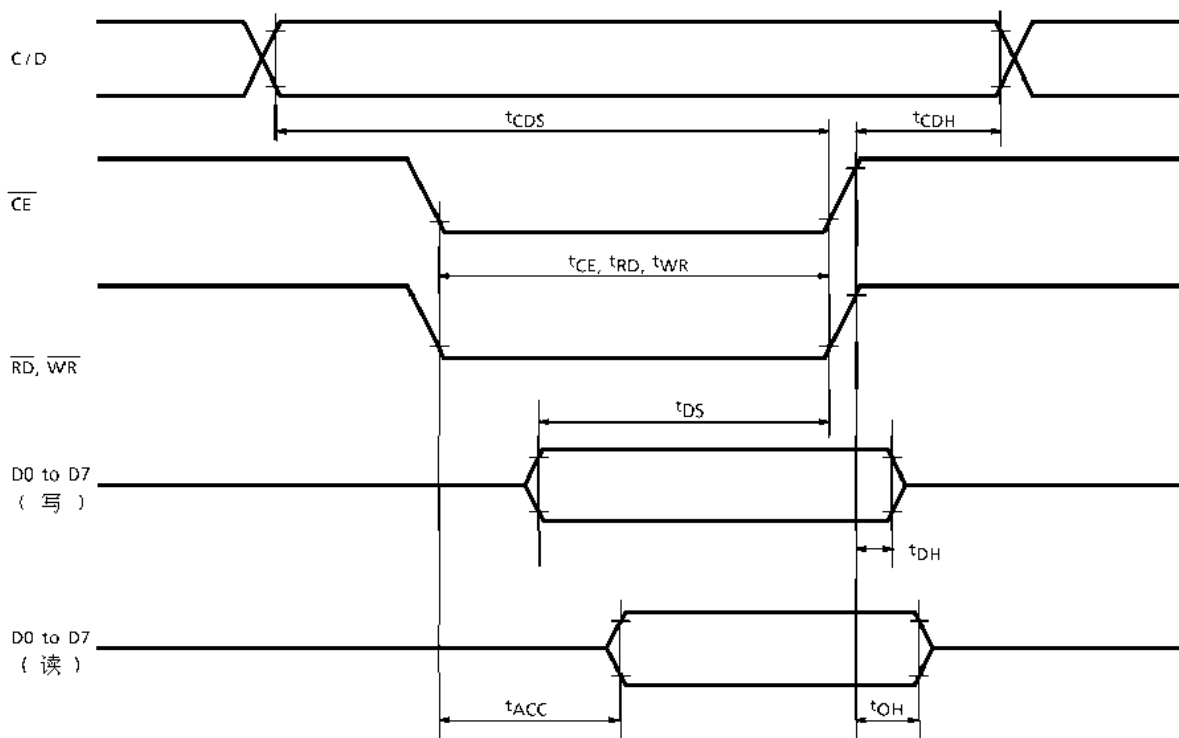 C/D
tCDS
tCDH
CE
tCE, tRD, tWR
RD, WR
tDS
D0 to D7
( 写 )
tDH
D0 to D7
( 读 )
tACC
tOH